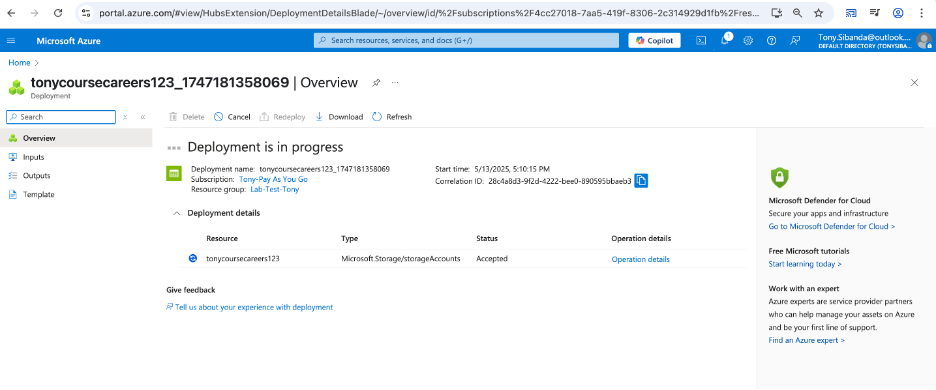 portal.azure.com/#view/HubsExtension/DeploymentDetailsBlade/~/overview/id/%2Fsubscriptions%2F4cc27018-7aa5-419f-8306-2c314929d1fb%2Fres...
Microsoft Azure
Search resources, services, and docs (G+/)
Copilot
1
Tony.Sibanda@outlook....
DEFAULT DIRECTORY (TONYSIBA...
Home >
tonycoursecareers123_1747181358069 | Overview
Deployment
Search
Delete
Cancel
Redeploy
Download
Refresh
Overview
Inputs
Outputs
Template
Deployment is in progress
Deployment name: tonycoursecareers123_1747181358069
Subscription: Tony-Pay As You Go
Resource group: Lab-Test-Tony
Start time: 5/13/2025, 5:10:15 PM
Correlation ID: 28c4a8d3-9f2d-4222-bee0-890595bbaeb3
Deployment details
Resource Type Status Operation details
tonycoursecareers123 Microsoft.Storage/storageAccounts Accepted Operation details
Give feedback
Tell us about your experience with deployment
Microsoft Defender for Cloud
Secure your apps and infrastructure
Go to Microsoft Defender for Cloud >
Free Microsoft tutorials
Start learning today >
Work with an expert
Azure experts are service provider partners
who can help manage your assets on Azure
and be your first line of support.
Find an Azure expert >